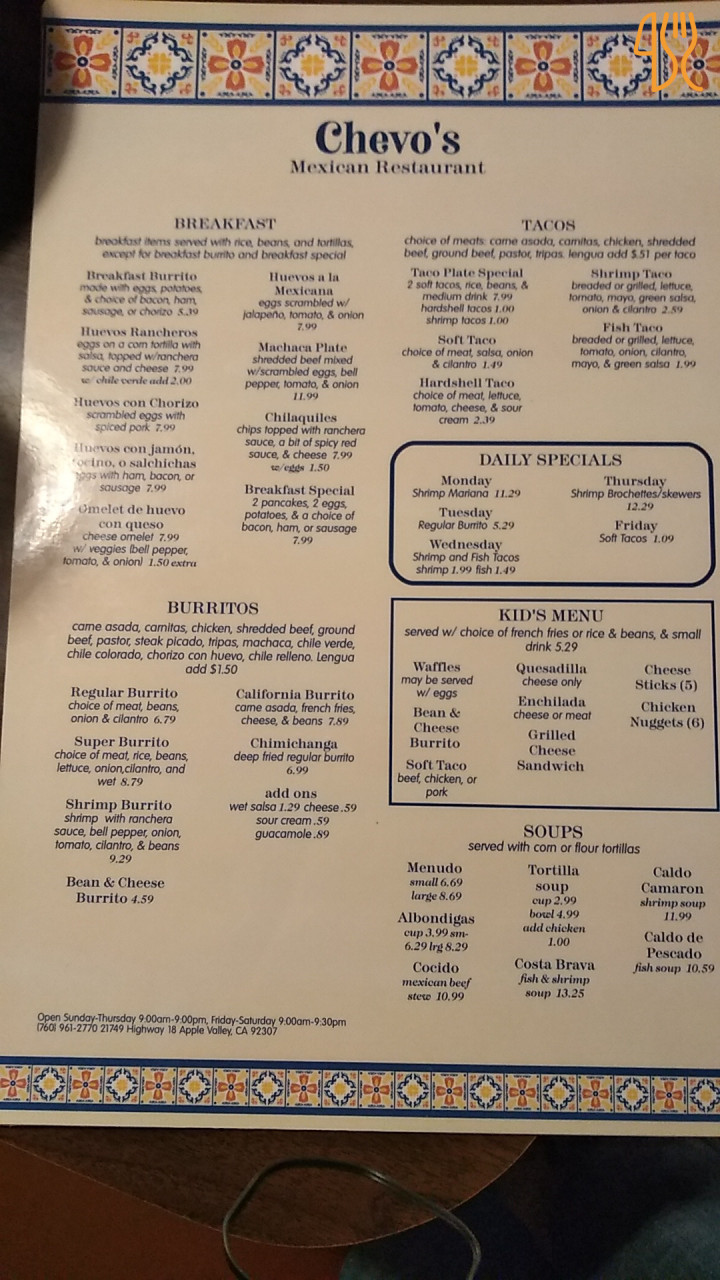 Chevo's
Mexican Restaurant
BREAKFAST
breakfast items served with rice, beans, and tortillas,
except for breakfast burrito and breakfast special
Breakfast Burrito
made with eggs, potatoes,
& choice of bacon, ham,
sausage, or chorizo 5.39
Huevos Rancheros
eggs on a corn tortilla with
salsa, topped w/ranchera
sauce and cheese 7.99
w/ chile verde add 2.00
Huevos con Chorizo
scrambled eggs with
spiced pork 7.99
Huevos con jamón,
tocino, o salchichas
eggs with ham, bacon, or
sausage 7.99
Omelet de huevo
con queso
cheese omelet 7.99
w/ veggies (bell pepper,
tomato, & onion) 1.50 extra
Huevos a la
Mexicana
eggs scrambled w/
jalapeño, tomato, & onion
7.99
Machaca Plate
shredded beef mixed
w/scrambled eggs, bell
pepper, tomato, & onion
11.99
Chilaquiles
chips topped with ranchera
sauce, a bit of spicy red
sauce, & cheese 7.99
w/eggs 1.50
Breakfast Special
2 pancakes, 2 eggs,
potatoes, & a choice of
bacon, ham, or sausage
7.99
TACOS
choice of meats: carne asada, carnitas, chicken, shredded
beef, ground beef, pastor, tripas. lengua add $.51 per taco
Taco Plate Special
2 soft tacos, rice, beans, &
medium drink 7.99
hardshell tacos 1.00
shrimp tacos 1.00
Soft Taco
choice of meat, salsa, onion
& cilantro 1.49
Hardshell Taco
choice of meat, lettuce,
tomato, cheese, & sour
cream 2.39
Shrimp Taco
breaded or grilled, lettuce,
tomato, mayo, green salsa,
onion & cilantro 2.59
Fish Taco
breaded or grilled, lettuce,
tomato, onion, cilantro,
mayo, & green salsa 1.99
DAILY SPECIALS
Monday
Shrimp Mariana 11.29
Tuesday
Regular Burrito 5.29
Wednesday
Shrimp and Fish Tacos
shrimp 1.99 fish 1.49
Thursday
Shrimp Brochettes/skewers
12.29
Friday
Soft Tacos 1.09
BURRITOS
carne asada, carnitas, chicken, shredded beef, ground
beef, pastor, steak picado, tripas, machaca, chile verde,
chile colorado, chorizo con huevo, chile relleno. Lengua
add $1.50
Regular Burrito
choice of meat, beans,
onion & cilantro 6.79
Super Burrito
choice of meat, rice, beans,
lettuce, onion,cilantro, and
wet 8.79
Shrimp Burrito
shrimp with ranchera
sauce, bell pepper, onion,
tomato, cilantro, & beans
9.29
Bean & Cheese
Burrito 4.59
California Burrito
carne asada, french fries,
cheese, & beans 7.89
Chimichanga
deep fried regular burrito
6.99
add ons
wet salsa 1.29 cheese .59
sour cream .59
guacamole .89
KID'S MENU
served w/ choice of french fries or rice & beans, & small
drink 5.29
Waffles
may be served
w/ eggs
Bean &
Cheese
Burrito
Soft Taco
beef, chicken, or
pork
Quesadilla
cheese only
Enchilada
cheese or meat
Grilled
Cheese
Sandwich
Cheese
Sticks (5)
Chicken
Nuggets (6)
SOUPS
served with corn or flour tortillas
Menudo
small 6.69
large 8.69
Albondigas
cup 3.99 sm-
6.29 lrg 8.29
Cocido
mexican beef
stew 10.99
Tortilla
soup
cup 2.99
bowl 4.99
add chicken
1.00
Costa Brava
fish & shrimp
soup 13.25
Caldo
Camaron
shrimp soup
11.99
Caldo de
Pescado
fish soup 10.59
Open Sunday-Thursday 9:00am-9:00pm, Friday-Saturday 9:00am-9:30pm
(760) 961-2770 21749 Highway 18 Apple Valley, CA 92307